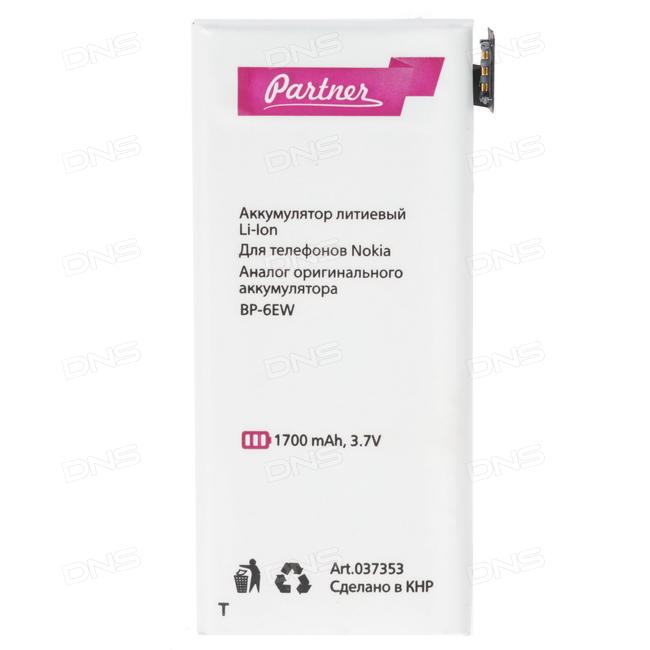 Partner
Аккумулятор литиевый
Li-Ion
Для телефонов Nokia
Аналог оригинального
аккумулятора
BP-6EW
1700 mAh, 3.7V
Art.037353
Сделано в КНР
T
DNS